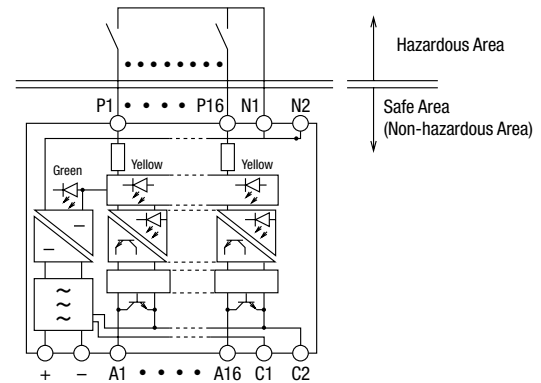 Hazardous Area
P1 • • • • P16 N1 N2
Safe Area
(Non-hazardous Area)
Green
Yellow
Yellow
+ − A1 • • • • A16 C1 C2